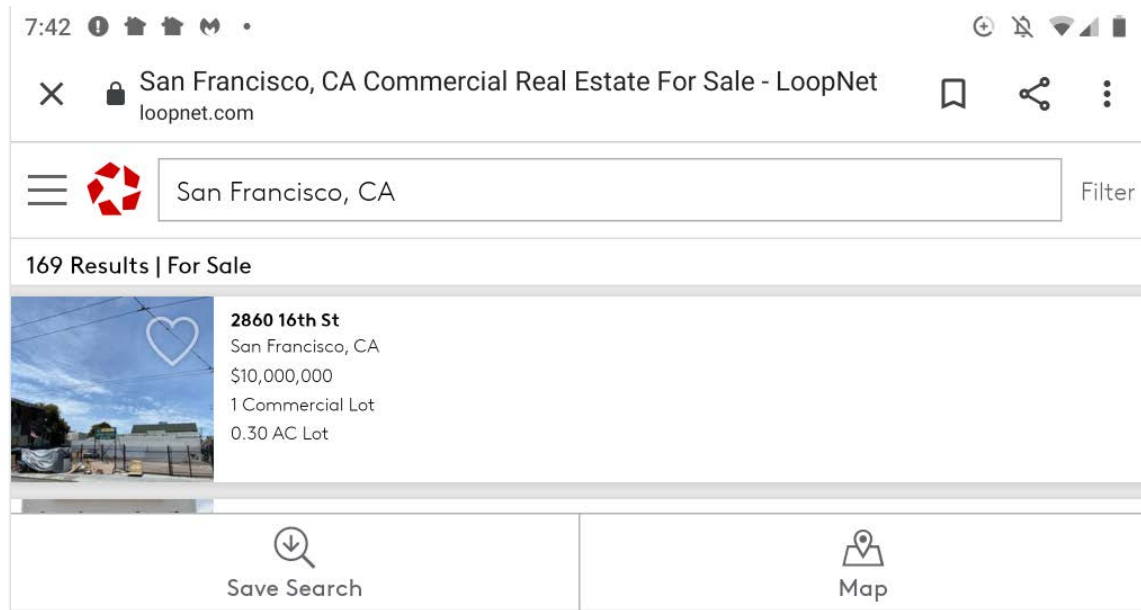 7:42
San Francisco, CA Commercial Real Estate For Sale - LoopNet
loopnet.com
San Francisco, CA
Filter
169 Results | For Sale
2860 16th St
San Francisco, CA
$10,000,000
1 Commercial Lot
0.30 AC Lot
Save Search
Map